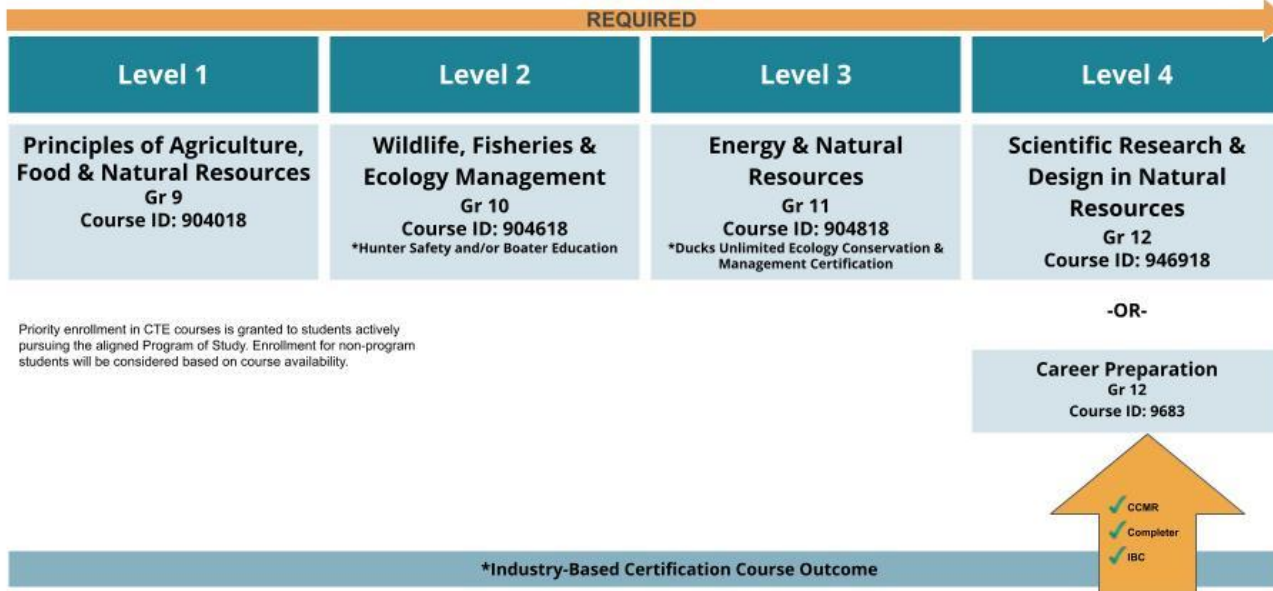 REQUIRED
Level 1
Level 2
Level 3
Level 4
Principles of Agriculture,
Food & Natural Resources
Gr 9
Course ID: 904018
Wildlife, Fisheries &
Ecology Management
Gr 10
Course ID: 904618
*Hunter Safety and/or Boater Education
Energy & Natural
Resources
Gr 11
Course ID: 904818
*Ducks Unlimited Ecology Conservation &
Management Certification
Scientific Research &
Design in Natural
Resources
Gr 12
Course ID: 946918
-OR-
Career Preparation
Gr 12
Course ID: 9683
Priority enrollment in CTE courses is granted to students actively
pursuing the aligned Program of Study. Enrollment for non-program
students will be considered based on course availability.
CCMR
Completer
IBC
*Industry-Based Certification Course Outcome